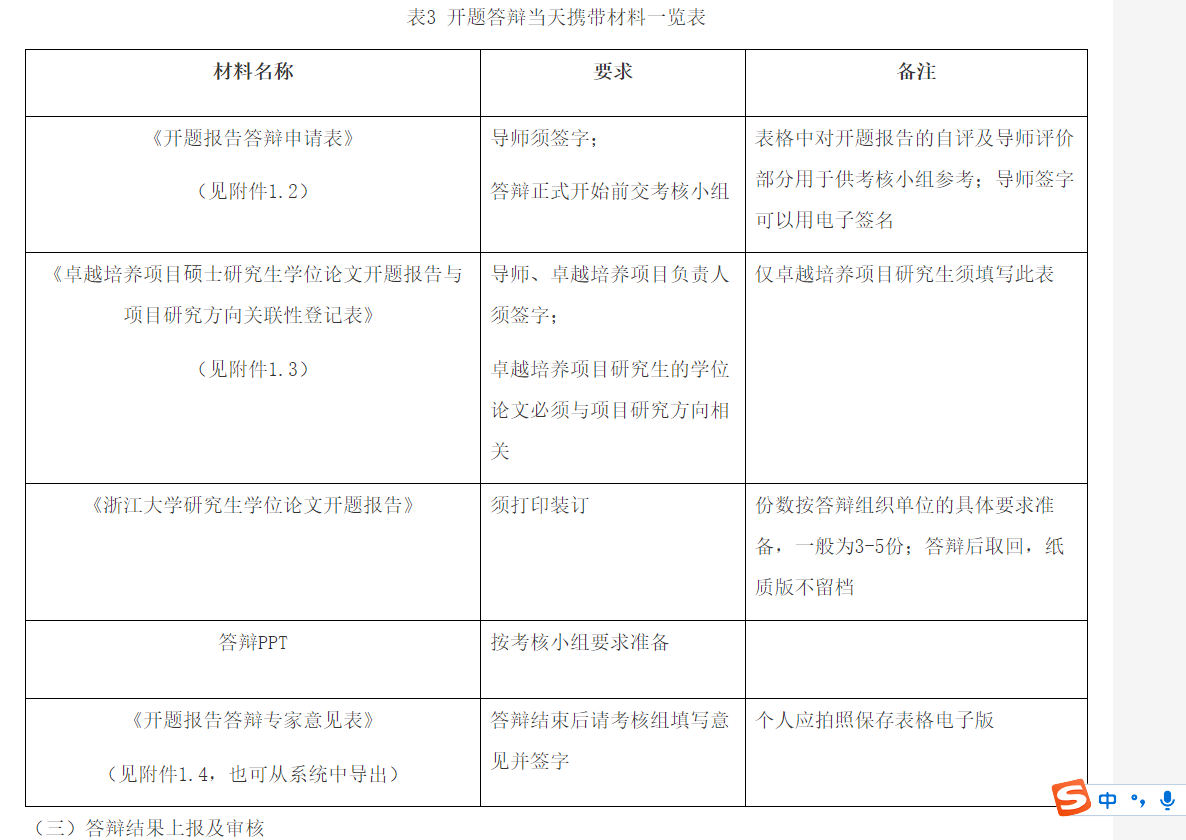 表3 开题答辩当天携带材料一览表
材料名称
要求
备注
《开题报告答辩申请表》
（见附件1.2）
导师须签字；
答辩正式开始前交考核小组
表格中对开题报告的自评及导师评价
部分用于供考核小组参考；导师签字
可以用电子签名
《卓越培养项目硕士研究生学位论文开题报告与
项目研究方向关联性登记表》
（见附件1.3）
导师、卓越培养项目负责人
须签字；
卓越培养项目研究生的学位
论文必须与项目研究方向相
关
仅卓越培养项目研究生须填写此表
《浙江大学研究生学位论文开题报告》
须打印装订
份数按答辩组织单位的具体要求准
备，一般为3-5份；答辩后取回，纸
质版不留档
答辩PPT
按考核小组要求准备
《开题报告答辩专家意见表》
（见附件1.4，也可从系统中导出）
答辩结束后请考核组填写意
见并签字
个人应拍照保存表格电子版
（三）答辩结果上报及审核
S 中